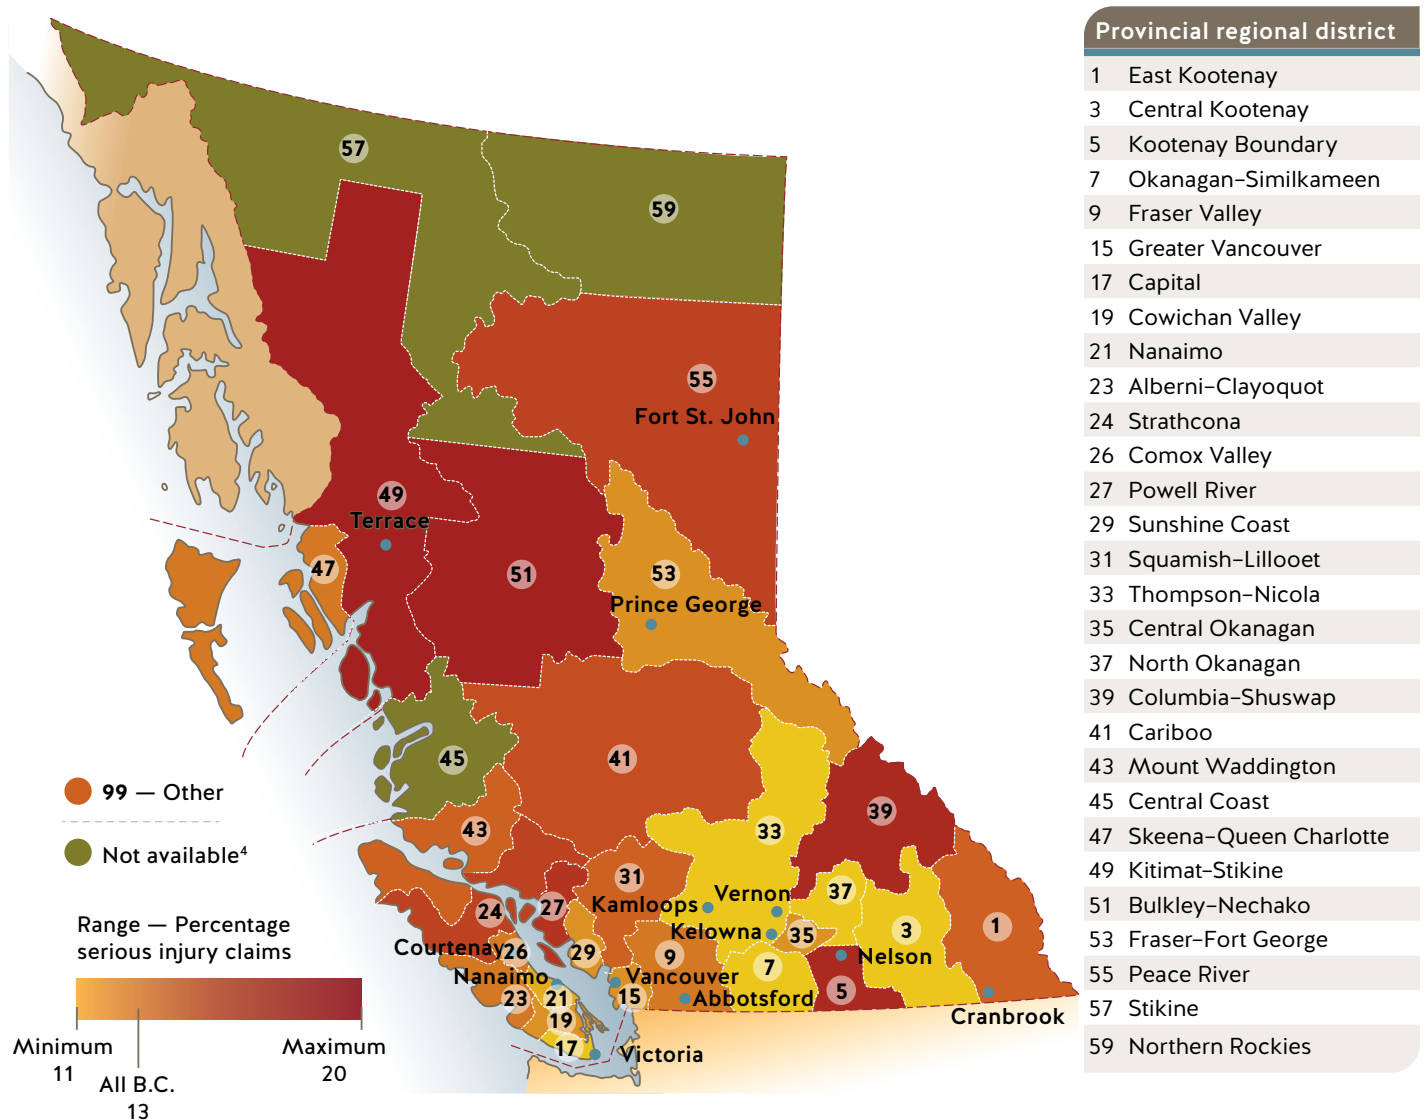 57
59
55
Fort St. John
49
Terrace
47
51
53
Prince George
45
41
43
39
33
31
Kamloops
Vernon
37
27
24
Kelowna
35
3
1
Courtenay
26
29
9
Nelson
7
Nanaimo
Vancouver
23
21
15
Abbotsford
5
Cranbrook
19
17
Victoria
99 — Other
Not available⁴
Range — Percentage
serious injury claims
Minimum
11
All B.C.
13
Maximum
20
Provincial regional district
1 East Kootenay
3 Central Kootenay
5 Kootenay Boundary
7 Okanagan–Similkameen
9 Fraser Valley
15 Greater Vancouver
17 Capital
19 Cowichan Valley
21 Nanaimo
23 Alberni–Clayoquot
24 Strathcona
26 Comox Valley
27 Powell River
29 Sunshine Coast
31 Squamish–Lillooet
33 Thompson–Nicola
35 Central Okanagan
37 North Okanagan
39 Columbia–Shuswap
41 Cariboo
43 Mount Waddington
45 Central Coast
47 Skeena–Queen Charlotte
49 Kitimat–Stikine
51 Bulkley–Nechako
53 Fraser–Fort George
55 Peace River
57 Stikine
59 Northern Rockies